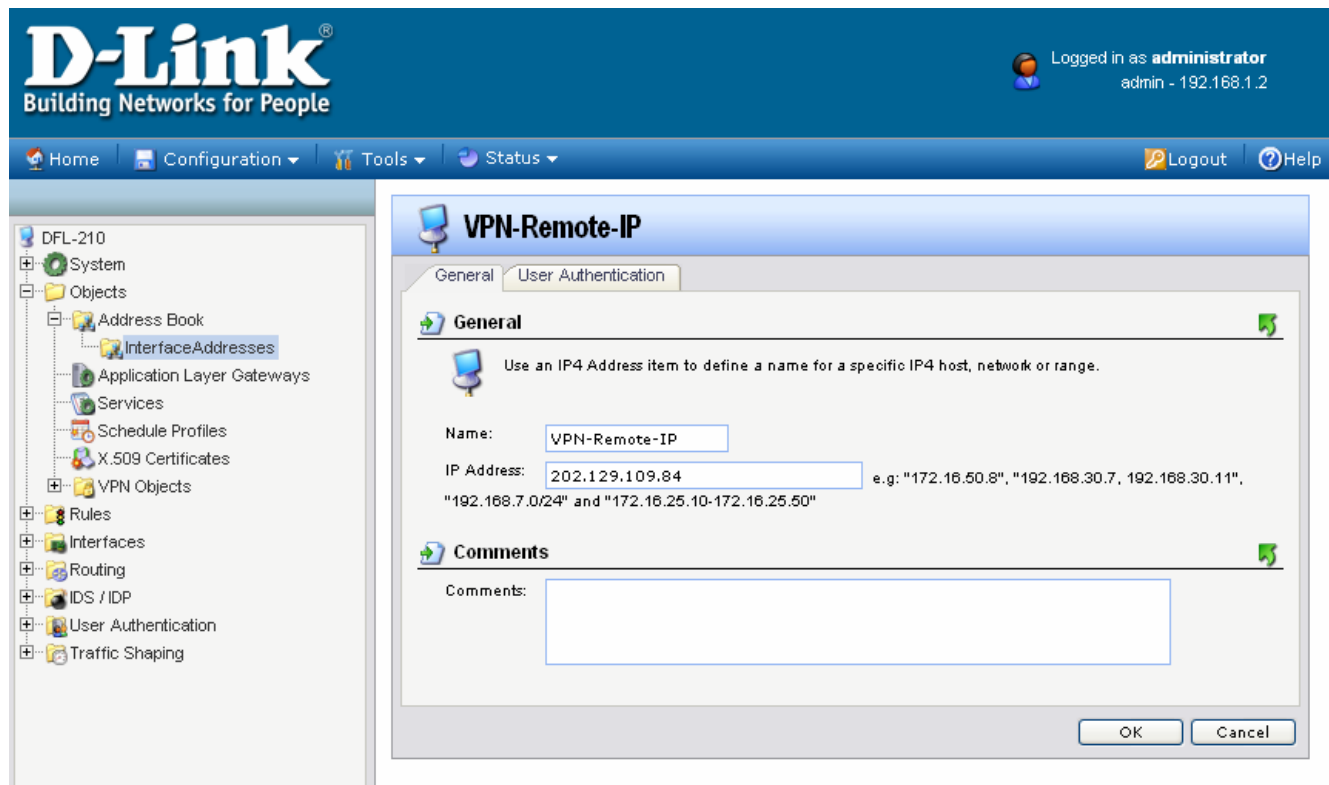 D-Link®
Building Networks for People
Logged in as administrator
admin - 192.168.1.2
Home Configuration Tools Status Logout Help
DFL-210
System
Objects
Address Book
InterfaceAddresses
Application Layer Gateways
Services
Schedule Profiles
X.509 Certificates
VPN Objects
Rules
Interfaces
Routing
IDS / IDP
User Authentication
Traffic Shaping
VPN-Remote-IP
General User Authentication
General
Use an IP4 Address item to define a name for a specific IP4 host, network or range.
Name: VPN-Remote-IP
IP Address: 202.129.109.84 e.g: "172.16.50.8", "192.168.30.7, 192.168.30.11",
"192.168.7.0/24" and "172.16.25.10-172.16.25.50"
Comments
Comments:
OK Cancel